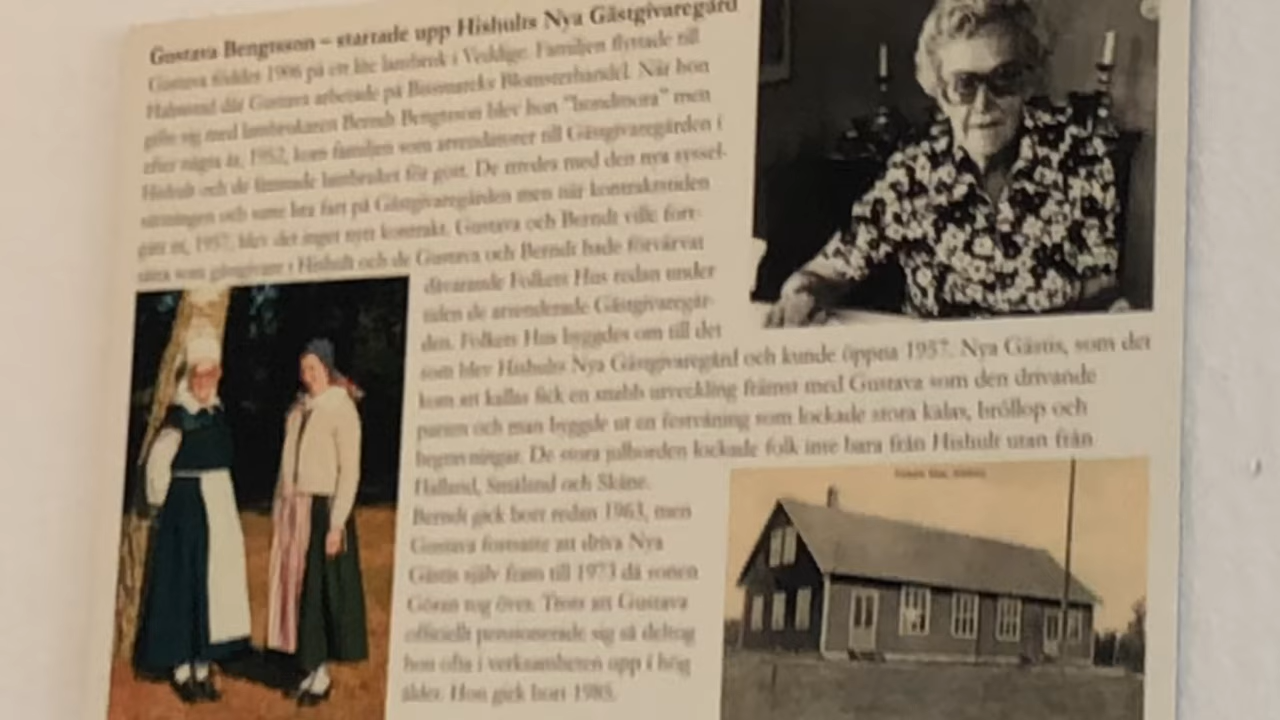 Gustava Bengtsson – startade upp Hishults Nya Gästgivaregård
Gustava föddes 1906 på ett lite lantbruk i Veddige. Familjen flyttade till
Halmstad där Gustava arbetade på Bismarcks Blomsterhandel. När hon
gifte sig med lantbrukaren Berndt Bengtsson blev hon "bondmora" men
efter några år, 1952, kom familjen som arrendatorer till Gästgivaregården i
Hishult och de lämnade lantbruket för gott. De trivdes med den nya syssel-
sättningen och satte bra fart på Gästgivaregården men när kontraktstiden
gått ut, 1957, blev det inget nytt kontrakt. Gustava och Berndt ville fort-
sätta som gästgivare i Hishult och de Gustava och Berndt hade förvärvat
dåvarande Folkets Hus redan under
tiden de arrenderade Gästgivaregår-
den. Folkets Hus byggdes om till det
som blev Hishults Nya Gästgivaregård och kunde öppna 1957. Nya Gästis, som det
kom att kallas fick en snabb utveckling främst med Gustava som den drivande
parten och man byggde ut en festvåning som lockade stora kalas, bröllop och
begravningar. De stora julborden lockade folk inte bara från Hishult utan från
Halland, Småland och Skåne.
Berndt gick bort redan 1963, men
Gustava fortsatte att driva Nya
Gästis själv fram till 1973 då sonen
Göran tog över. Trots att Gustava
officiellt pensionerade sig så deltog
hon ofta i verksamheten upp i hög
ålder. Hon gick bort 1985.